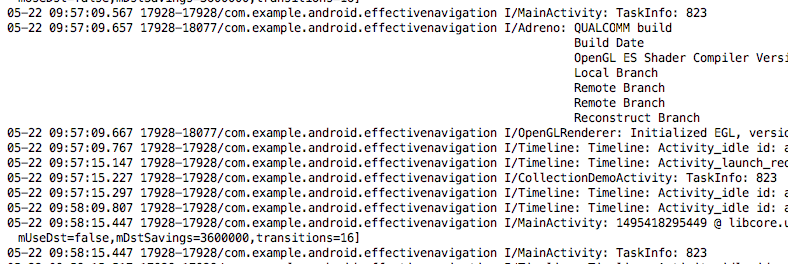 mUseDst=false,mDstSavings=3600000,transitions=16]
05-22 09:57:09.567 17928-17928/com.example.android.effectivenavigation I/MainActivity: TaskInfo: 823
05-22 09:57:09.657 17928-18077/com.example.android.effectivenavigation I/Adreno: QUALCOMM build
Build Date
OpenGL ES Shader Compiler Versi
Local Branch
Remote Branch
Remote Branch
Reconstruct Branch
05-22 09:57:09.667 17928-18077/com.example.android.effectivenavigation I/OpenGLRenderer: Initialized EGL, versio
05-22 09:57:09.767 17928-17928/com.example.android.effectivenavigation I/Timeline: Timeline: Activity_idle id: a
05-22 09:57:15.147 17928-17928/com.example.android.effectivenavigation I/Timeline: Timeline: Activity_launch_req
05-22 09:57:15.227 17928-17928/com.example.android.effectivenavigation I/CollectionDemoActivity: TaskInfo: 823
05-22 09:57:15.297 17928-17928/com.example.android.effectivenavigation I/Timeline: Timeline: Activity_idle id: a
05-22 09:58:09.807 17928-17928/com.example.android.effectivenavigation I/Timeline: Timeline: Activity_idle id: a
05-22 09:58:15.447 17928-17928/com.example.android.effectivenavigation I/MainActivity: 1495418295449 @ libcore.u
mUseDst=false,mDstSavings=3600000,transitions=16]
05-22 09:58:15.447 17928-17928/com.example.android.effectivenavigation I/MainActivity: TaskInfo: 823